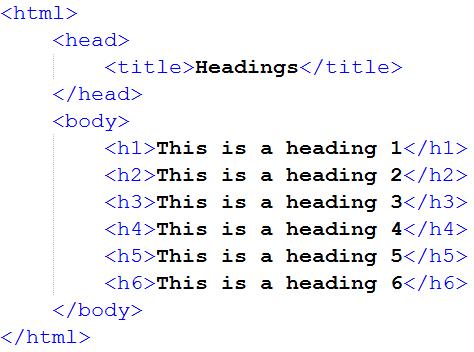 <html>
    <head>
        <title>Headings</title>
    </head>
    <body>
        <h1>This is a heading 1</h1>
        <h2>This is a heading 2</h2>
        <h3>This is a heading 3</h3>
        <h4>This is a heading 4</h4>
        <h5>This is a heading 5</h5>
        <h6>This is a heading 6</h6>
    </body>
</html>